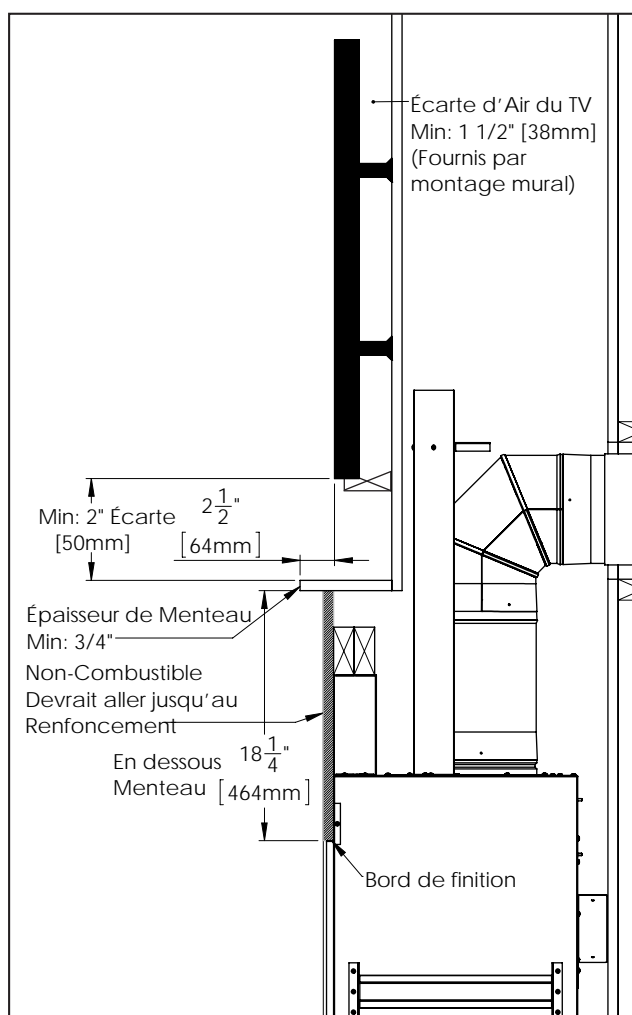 Écarte d'Air du TV
Min: 1 1/2" [38mm]
(Fournis par
montage mural)
Min: 2" Écarte
[50mm]
2 1/2"
[64mm]
Épaisseur de Menteau
Min: 3/4"
Non-Combustible
Devrait aller jusqu'au
Renfoncement
En dessous
Menteau
18 1/4"
[464mm]
Bord de finition